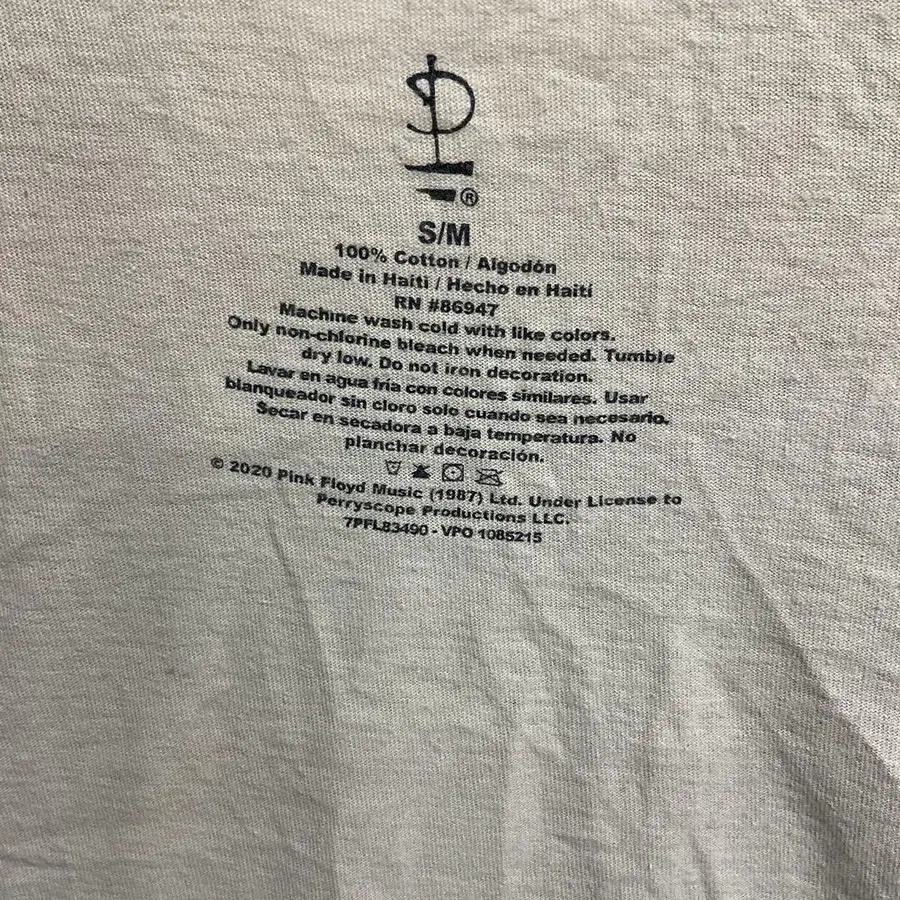 ®
S/M
100% Cotton / Algodón
Made in Haiti / Hecho en Haití
RN #86947
Machine wash cold with like colors.
Only non-chlorine bleach when needed. Tumble
dry low. Do not iron decoration.
Lavar en agua fria con colores similares. Usar
blanqueador sin cloro solo cuando sea necesario.
Secar en secadora a baja temperatura. No
planchar decoración.
© 2020 Pink Floyd Music (1987) Ltd. Under License to
Perryscope Productions LLC.
7PFL83490 - VPO 1085215